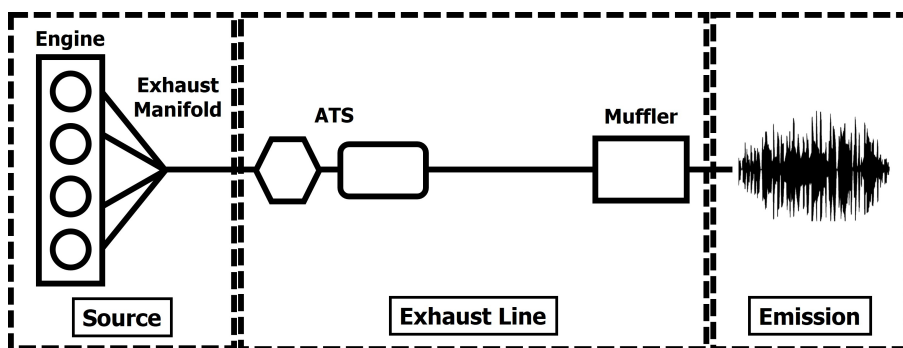 Engine
Exhaust
Manifold
ATS
Muffler
Source
Exhaust Line
Emission